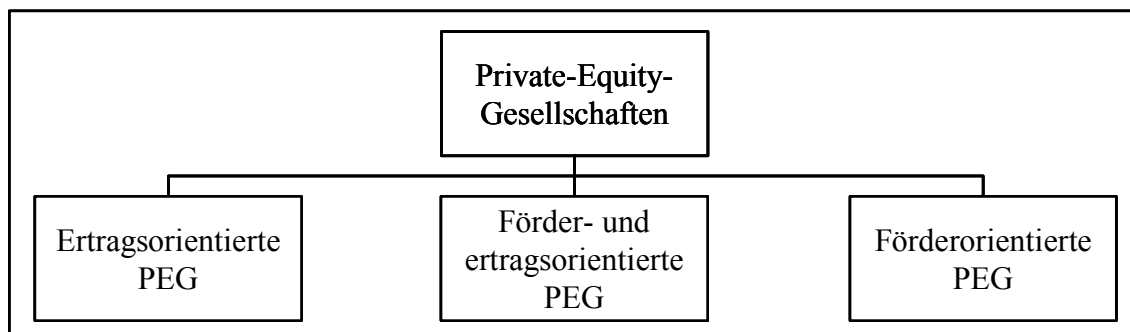 Private-Equity-
Gesellschaften
Ertragsorientierte
PEG
Förder- und
ertragsorientierte
PEG
Förderorientierte
PEG